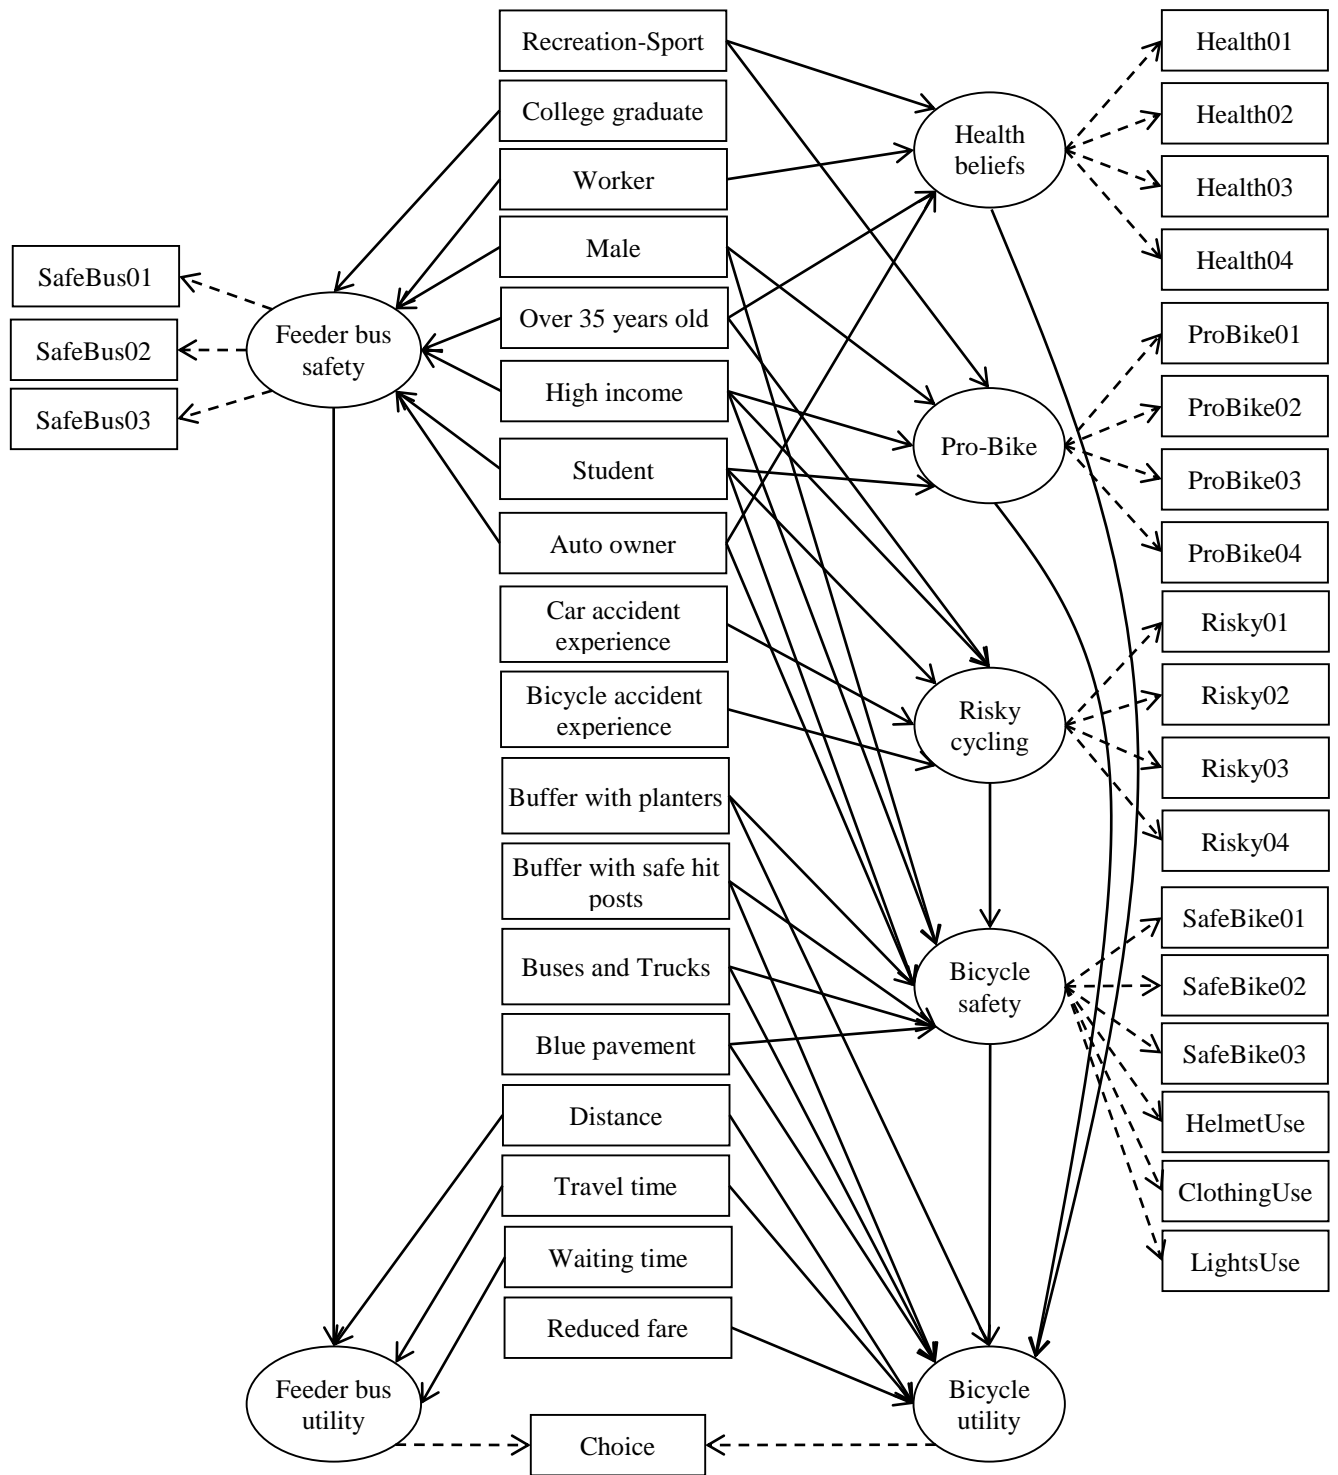 Recreation-Sport
College graduate
Worker
Male
Over 35 years old
High income
Student
Auto owner
Car accident
experience
Bicycle accident
experience
Buffer with planters
Buffer with safe hit
posts
Buses and Trucks
Blue pavement
Distance
Travel time
Waiting time
Reduced fare
Choice
SafeBus01
SafeBus02
SafeBus03
Feeder bus
safety
Feeder bus
utility
Health
beliefs
Pro-Bike
Risky
cycling
Bicycle
safety
Bicycle
utility
Health01
Health02
Health03
Health04
ProBike01
ProBike02
ProBike03
ProBike04
Risky01
Risky02
Risky03
Risky04
SafeBike01
SafeBike02
SafeBike03
HelmetUse
ClothingUse
LightsUse